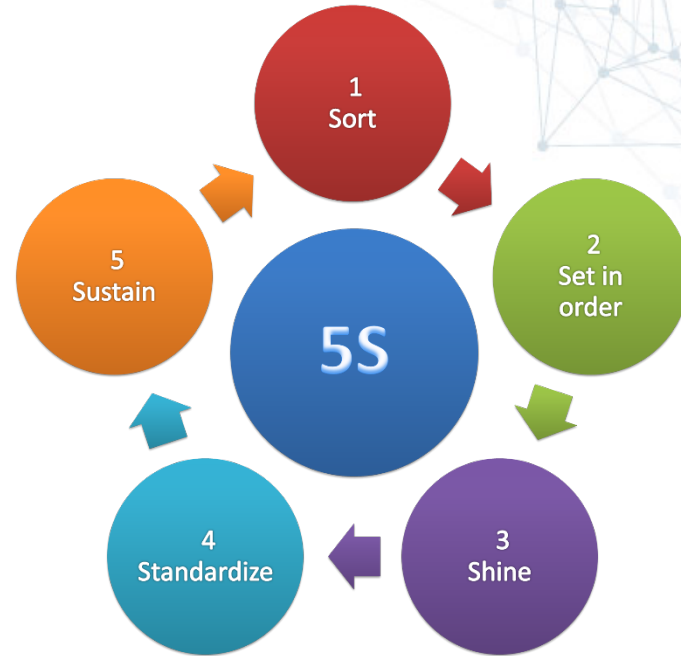 1
Sort
2
Set in
order
5S
5
Sustain
4
Standardize
3
Shine